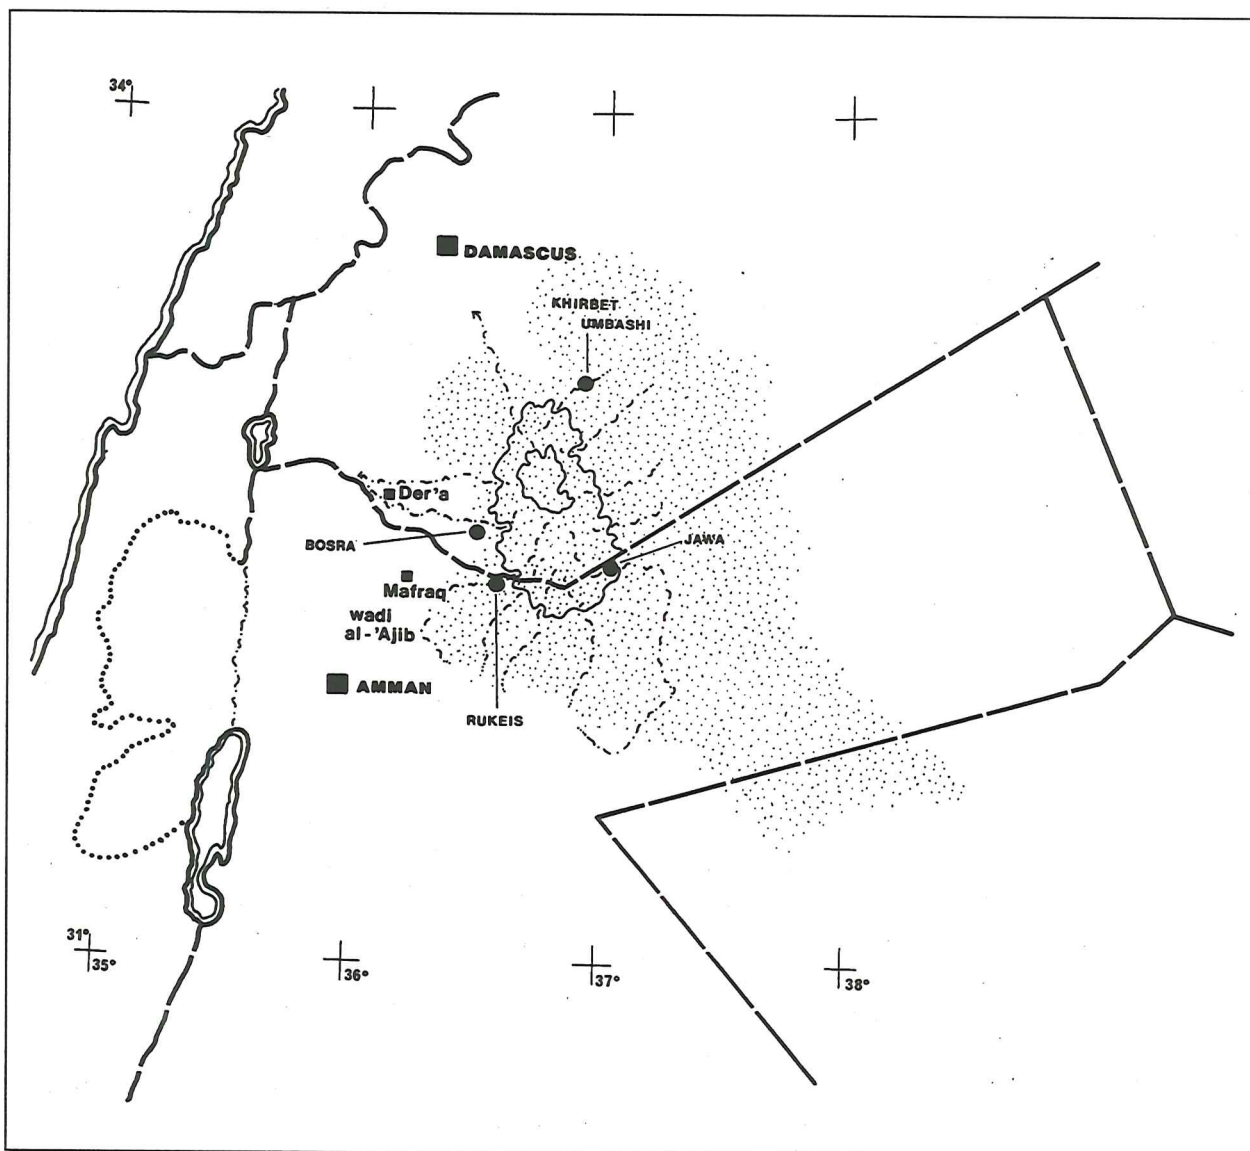 34°
DAMASCUS
KHIRBET
UMBASHI
Der'a
BOSRA
JAWA
Mafraq
wadi
al-'Ajib
AMMAN
RUKEIS
31°
35°
36°
37°
38°